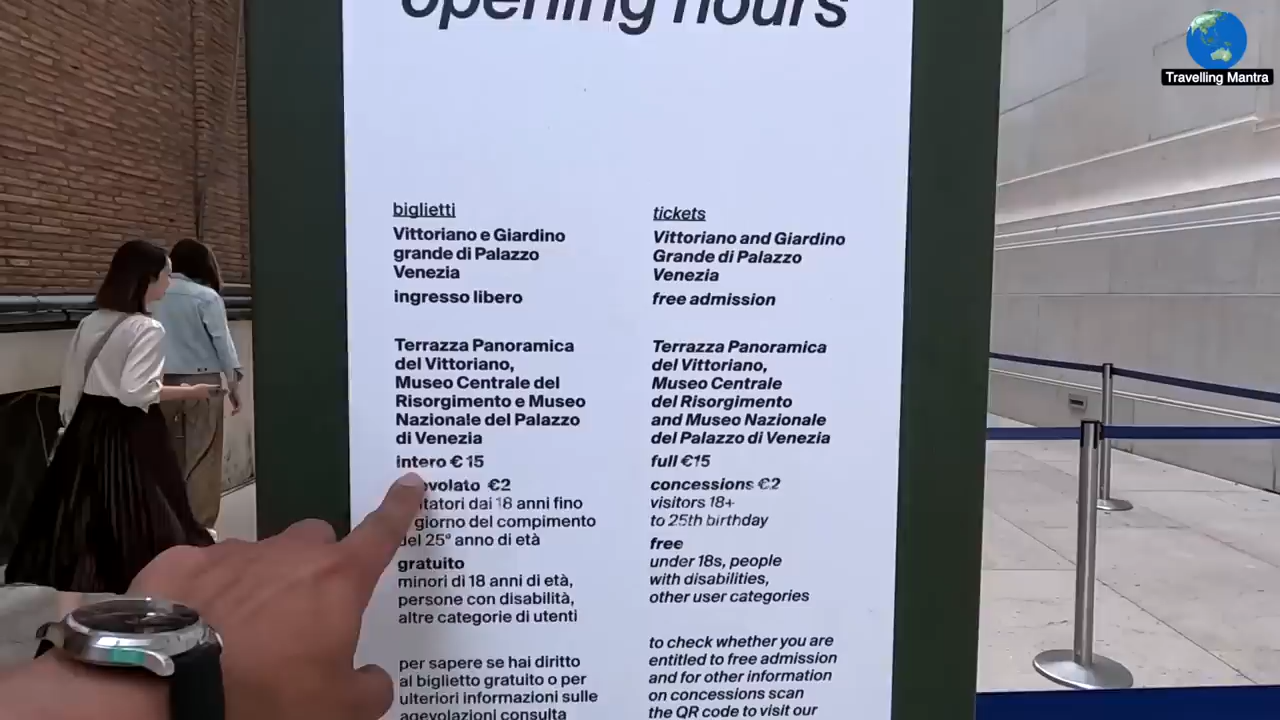 opening hours
Travelling Mantra
biglietti
Vittoriano e Giardino
grande di Palazzo
Venezia
ingresso libero
Terrazza Panoramica
del Vittoriano,
Museo Centrale del
Risorgimento e Museo
Nazionale del Palazzo
di Venezia
intero € 15
€2
dai 18 anni fino
giorno del compimento
del 25° anno di età
gratuito
minori di 18 anni di età,
persone con disabilità,
altre categorie di utenti
per sapere se hai diritto
al biglietto gratuito o per
ulteriori informazioni sulle
agevolazioni consulta
tickets
Vittoriano and Giardino
Grande di Palazzo
Venezia
free admission
Terrazza Panoramica
del Vittoriano,
Museo Centrale
del Risorgimento
and Museo Nazionale
del Palazzo di Venezia
full €15
concessions €2
visitors 18+
to 25th birthday
free
under 18s, people
with disabilities,
other user categories
to check whether you are
entitled to free admission
and for other information
on concessions scan
the QR code to visit our